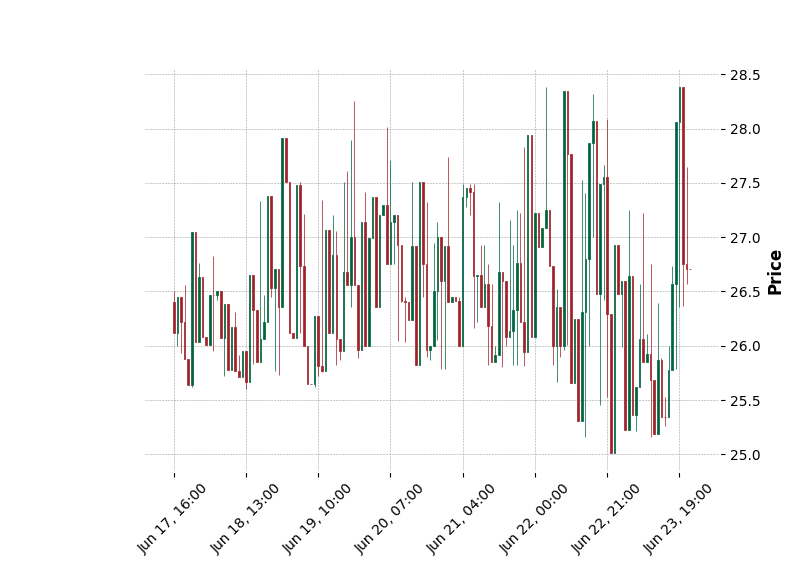 28.5
28.0
27.5
27.0
26.5
26.0
25.5
25.0
Price
Jun 17, 16:00
Jun 18, 13:00
Jun 19, 10:00
Jun 20, 07:00
Jun 21, 04:00
Jun 22, 00:00
Jun 22, 21:00
Jun 23, 19:00